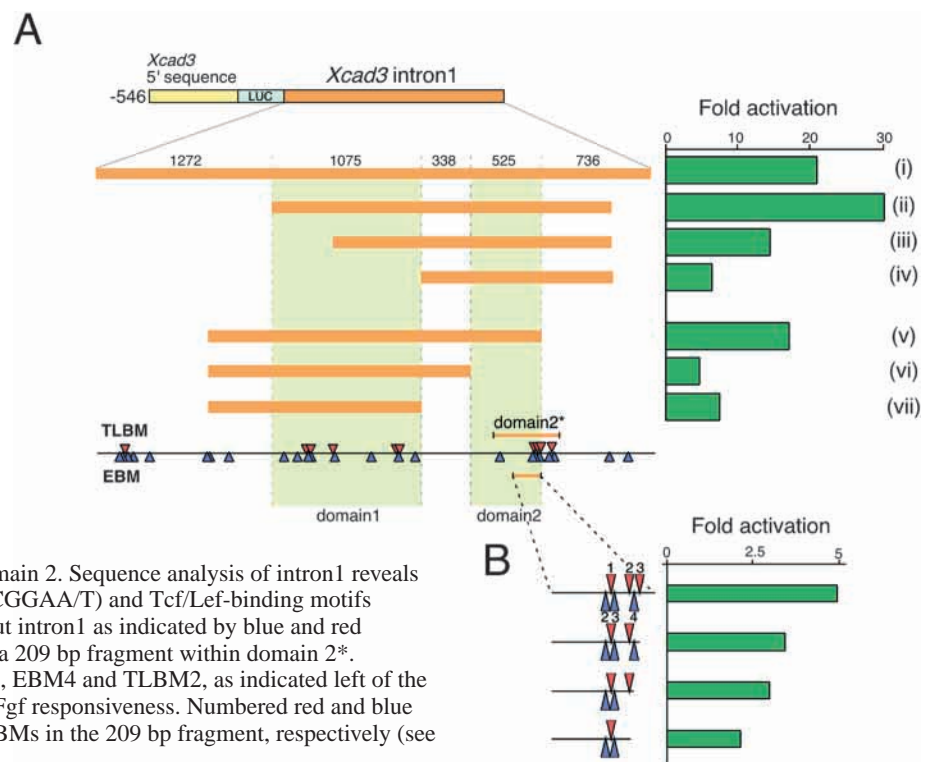 A
Xcad3
5' sequence
Xcad3 intron1
-546
LUC
Fold activation
0 10 20 30
1272 1075 338 525 736
(i)
(ii)
(iii)
(iv)
(v)
(vi)
(vii)
domain2*
TLBM
EBM
domain1 domain2
B
Fold activation
0 2.5 5
1 2 3
2 3 4
main 2. Sequence analysis of intron1 reveals
CGGAA/T) and Tcf/Lef-binding motifs
ut intron1 as indicated by blue and red
a 209 bp fragment within domain 2*.
, EBM4 and TLBM2, as indicated left of the
Fgf responsiveness. Numbered red and blue
BMs in the 209 bp fragment, respectively (see